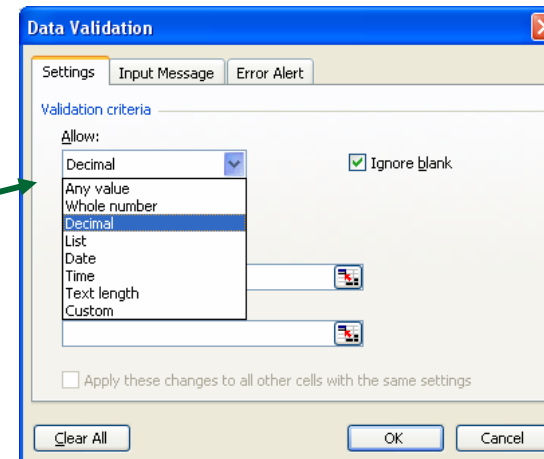 Data Validation
Settings Input Message Error Alert
Validation criteria
Allow:
Decimal
Ignore blank
Any value
Whole number
Decimal
List
Date
Time
Text length
Custom
Apply these changes to all other cells with the same settings
Clear All OK Cancel